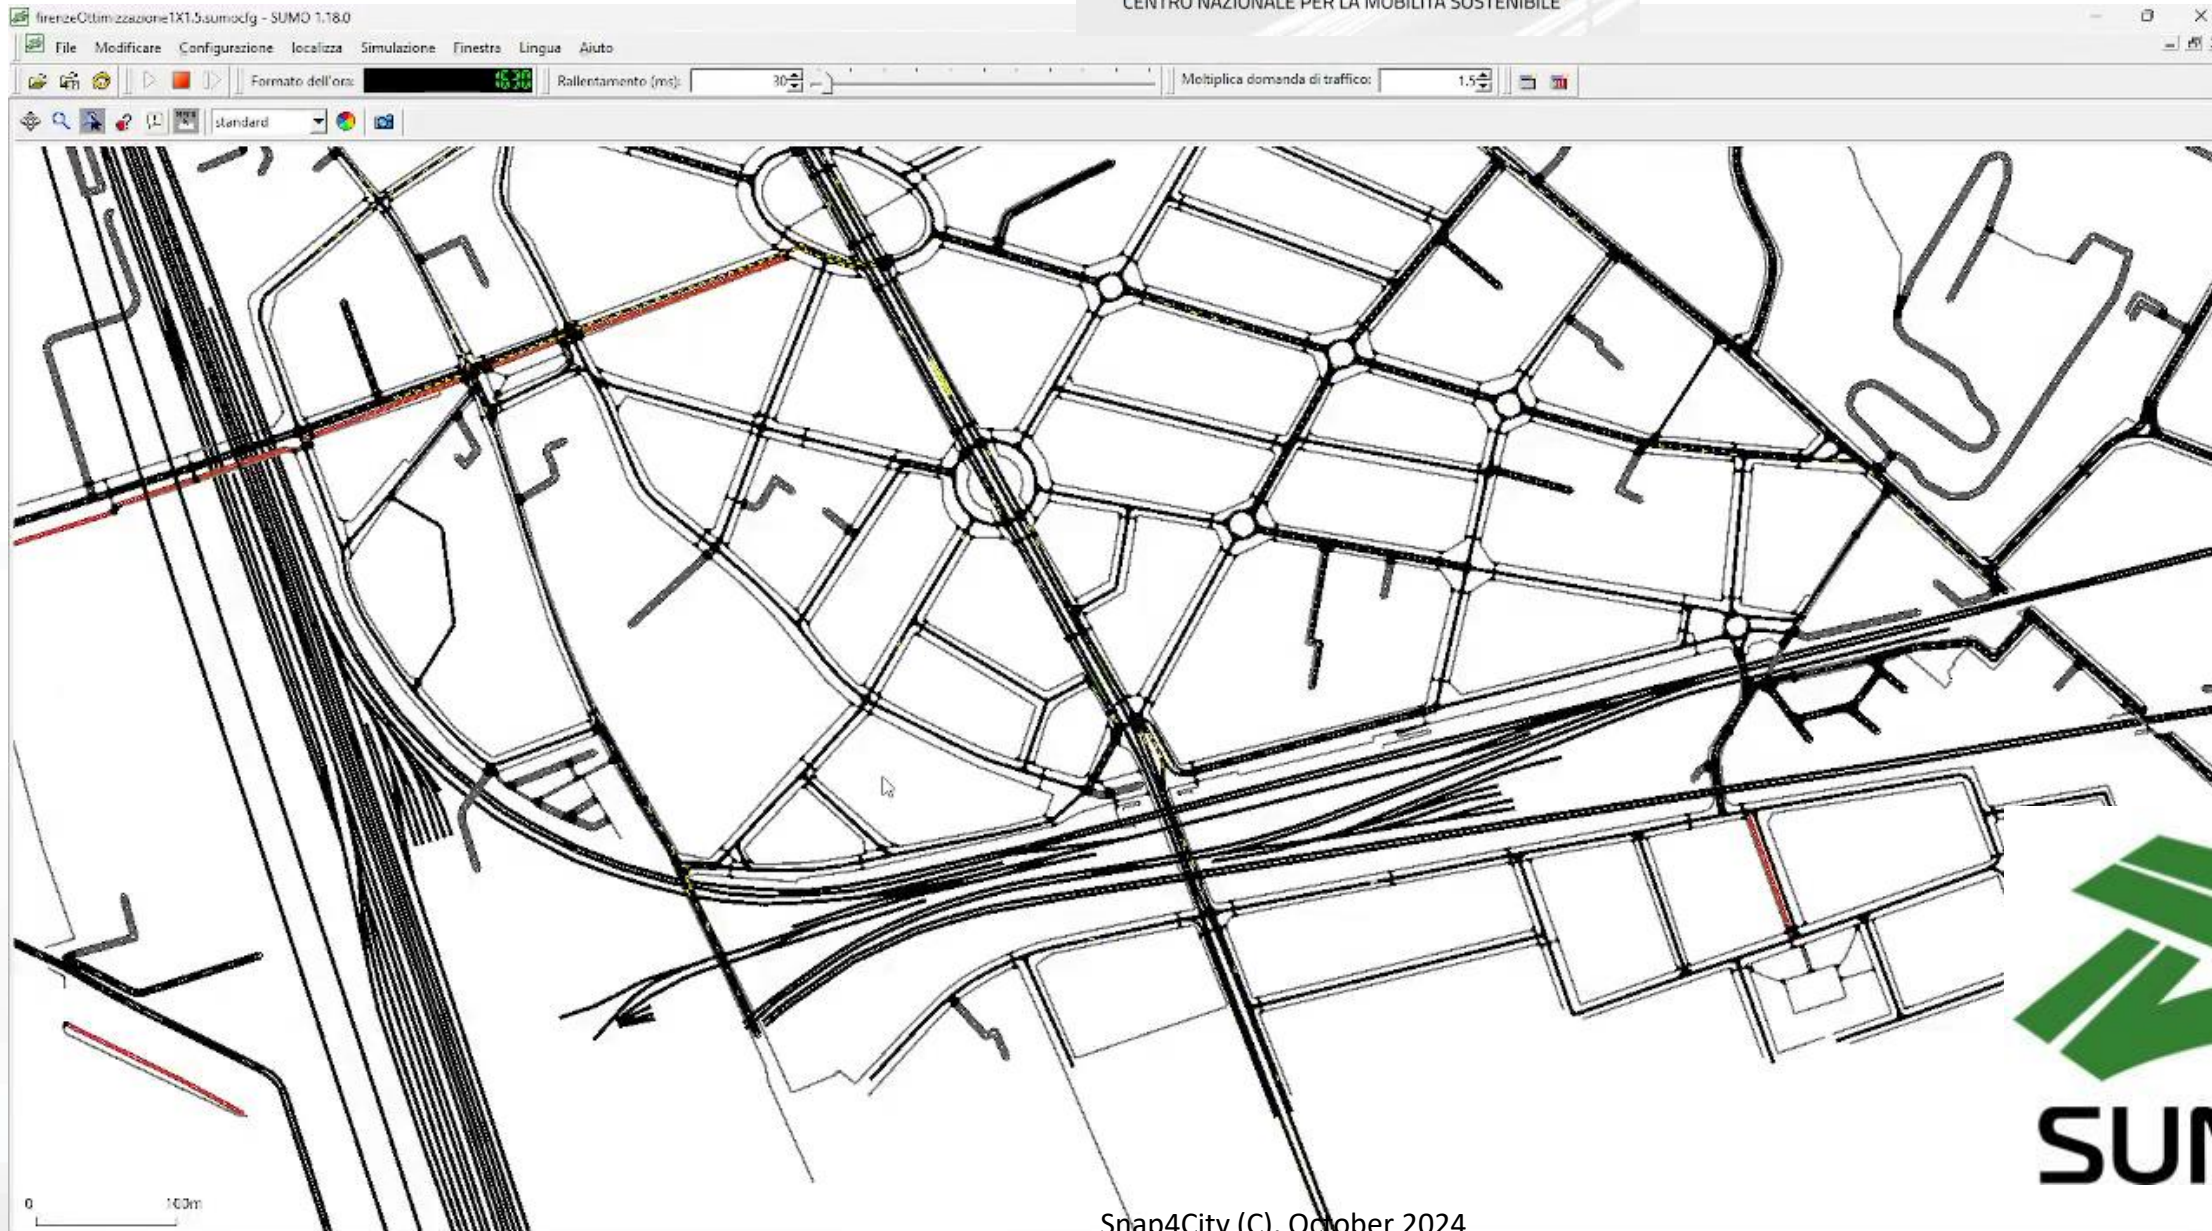 CENTRO NAZIONALE PER LA MOBILITÀ SOSTENIBILE
firenzeOttimizzazione1X1.5.sumocfg - SUMO 1.18.0
File Modificare Configurazione localizza Simulazione Finestra Lingua Aiuto
Formato dell'ora: Rallentamento (ms): 30 Moltiplica domanda di traffico: 1.5
standard
SUM
0 100m
Snap4City (C), October 2024